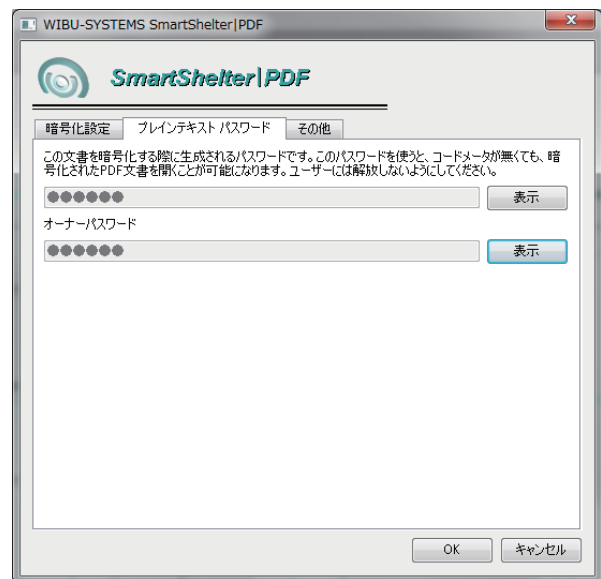 WIBU-SYSTEMS SmartShelter|PDF
SmartShelter|PDF
暗号化設定 プレインテキスト パスワード その他
この文書を暗号化する際に生成されるパスワードです。このパスワードを使うと、コードメータが無くても、暗
号化されたPDF文書を開くことが可能になります。ユーザーには解放しないようにしてください。
●●●●●● 表示
オーナーパスワード
●●●●●● 表示
OK キャンセル